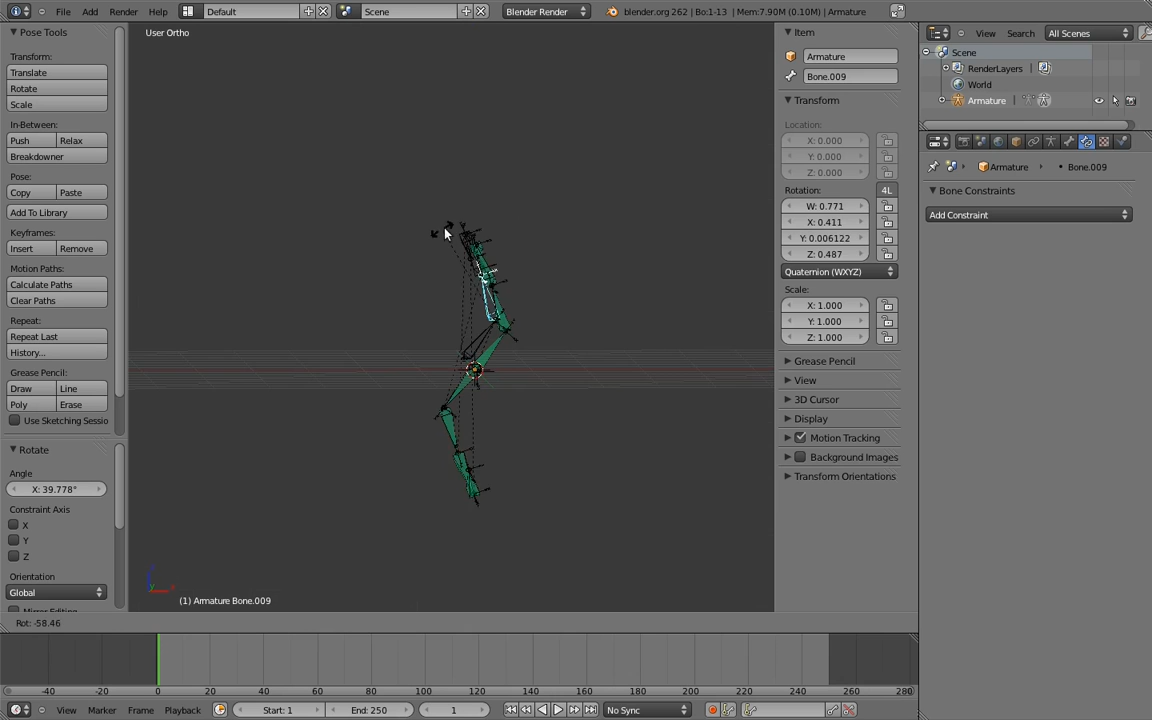 File Add Render Help Default Scene Blender Render blender.org 262 | Bo:1-13 | Mem:7.90M (0.10M) | Armature
Pose Tools
Transform:
Translate
Rotate
Scale
In-Between:
Push Relax
Breakdowner
Pose:
Copy Paste
Add To Library
Keyframes:
Insert Remove
Motion Paths:
Calculate Paths
Clear Paths
Repeat:
Repeat Last
History...
Grease Pencil:
Draw Line
Poly Erase
Use Sketching Sessio
Rotate
Angle
X: 39.778°
Constraint Axis
X
Y
Z
Orientation
Global
User Ortho
(1) Armature Bone.009
Item
Armature
Bone.009
Transform
Location:
X: 0.000
Y: 0.000
Z: 0.000
Rotation: 4L
W: 0.771
X: 0.411
Y: 0.006122
Z: 0.487
Quaternion (WXYZ)
Scale:
X: 1.000
Y: 1.000
Z: 1.000
Grease Pencil
View
3D Cursor
Display
Motion Tracking
Background Images
Transform Orientations
View Search All Scenes
Scene
RenderLayers
World
Armature
Armature Bone.009
Bone Constraints
Add Constraint
Rot: -58.46
-40 -20 0 20 40 60 80 100 120 140 160 180 200 220 240 260 280
View Marker Frame Playback Start: 1 End: 250 1 No Sync